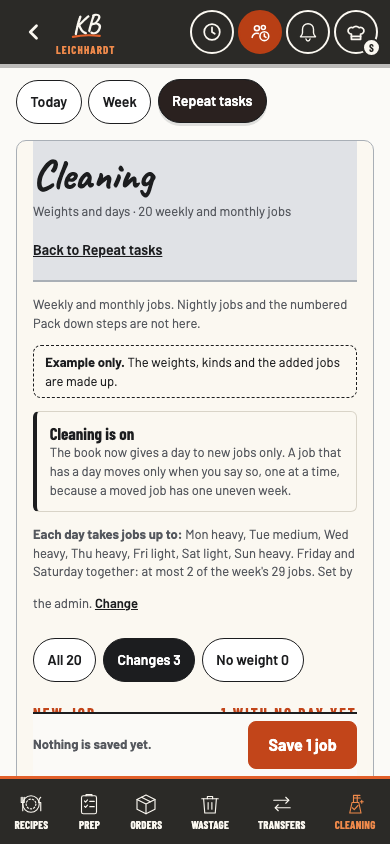 KB
LEICHHARDT
S
Today
Week
Repeat tasks
Cleaning
Weights and days · 20 weekly and monthly jobs
Back to Repeat tasks
Weekly and monthly jobs. Nightly jobs and the numbered
Pack down steps are not here.
Example only. The weights, kinds and the added jobs
are made up.
Cleaning is on
The book now gives a day to new jobs only. A job that
has a day moves only when you say so, one at a time,
because a moved job has one uneven week.
Each day takes jobs up to: Mon heavy, Tue medium, Wed
heavy, Thu heavy, Fri light, Sat light, Sun heavy. Friday and
Saturday together: at most 2 of the week's 29 jobs. Set by
the admin. Change
All 20
Changes 3
No weight 0
NEW JOB
1 WITH NO DAY YET
Nothing is saved yet.
Save 1 job
RECIPES
PREP
ORDERS
WASTAGE
TRANSFERS
CLEANING